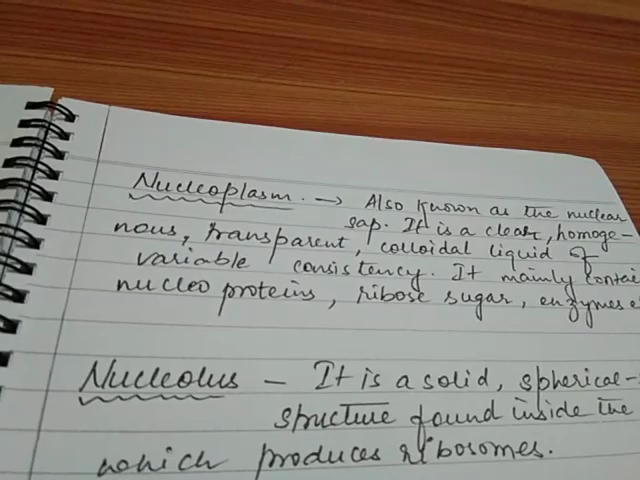 Nucleoplasm. → Also known as the nuclear
sap. It is a clear, homoge-
nous, transparent, colloidal liquid of
variable consistency. It mainly contai
nucleo proteins, ribose sugar, enzymes e
Nucleolus – It is a solid, spherical-
structure found inside the
which produces ribosomes.